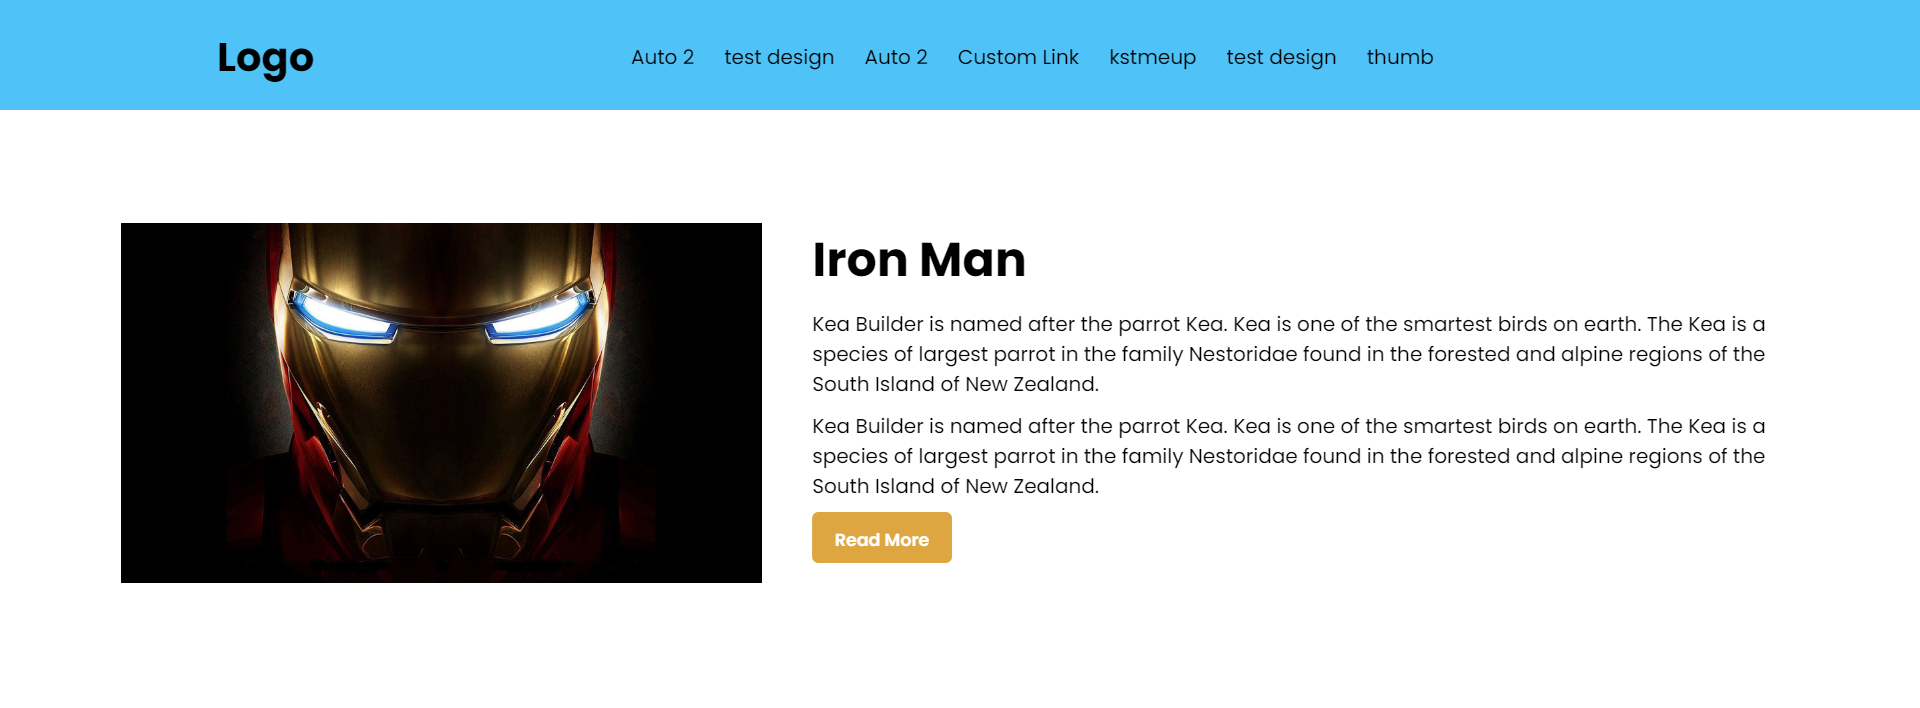 Logo
Auto 2 test design Auto 2 Custom Link kstmeup test design thumb
Iron Man
Kea Builder is named after the parrot Kea. Kea is one of the smartest birds on earth. The Kea is a
species of largest parrot in the family Nestoridae found in the forested and alpine regions of the
South Island of New Zealand.
Kea Builder is named after the parrot Kea. Kea is one of the smartest birds on earth. The Kea is a
species of largest parrot in the family Nestoridae found in the forested and alpine regions of the
South Island of New Zealand.
Read More